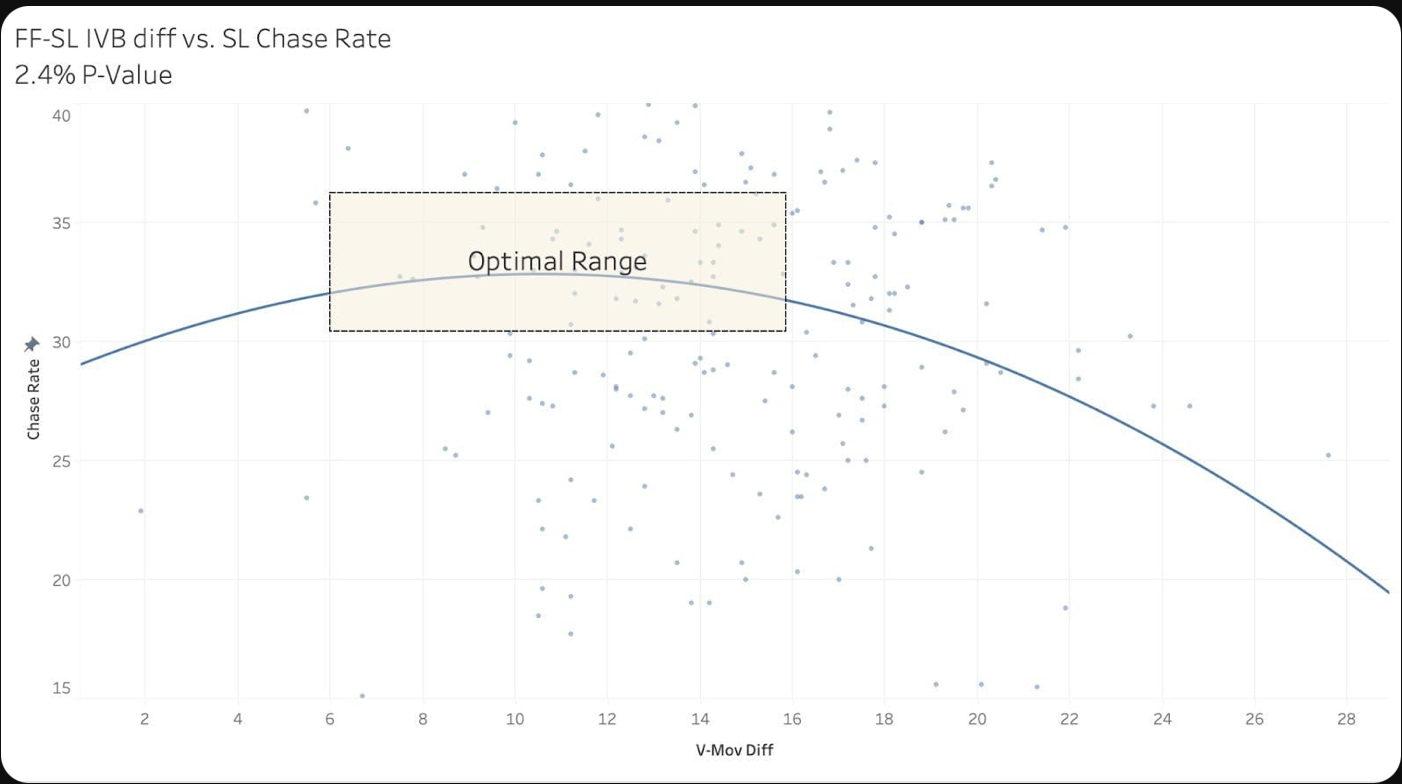 FF-SL IVB diff vs. SL Chase Rate
2.4% P-Value
40
35
30
25
20
15
Chase Rate
Optimal Range
2 4 6 8 10 12 14 16 18 20 22 24 26 28
V-Mov Diff